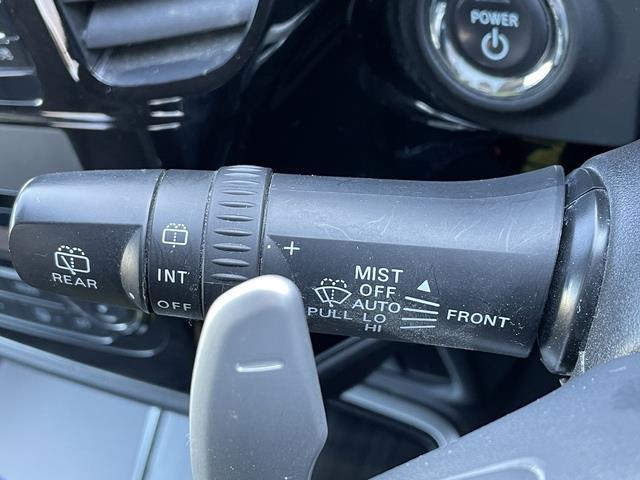 POWER
REAR
INT
OFF
+
MIST
OFF
AUTO
PULL LO
HI
FRONT